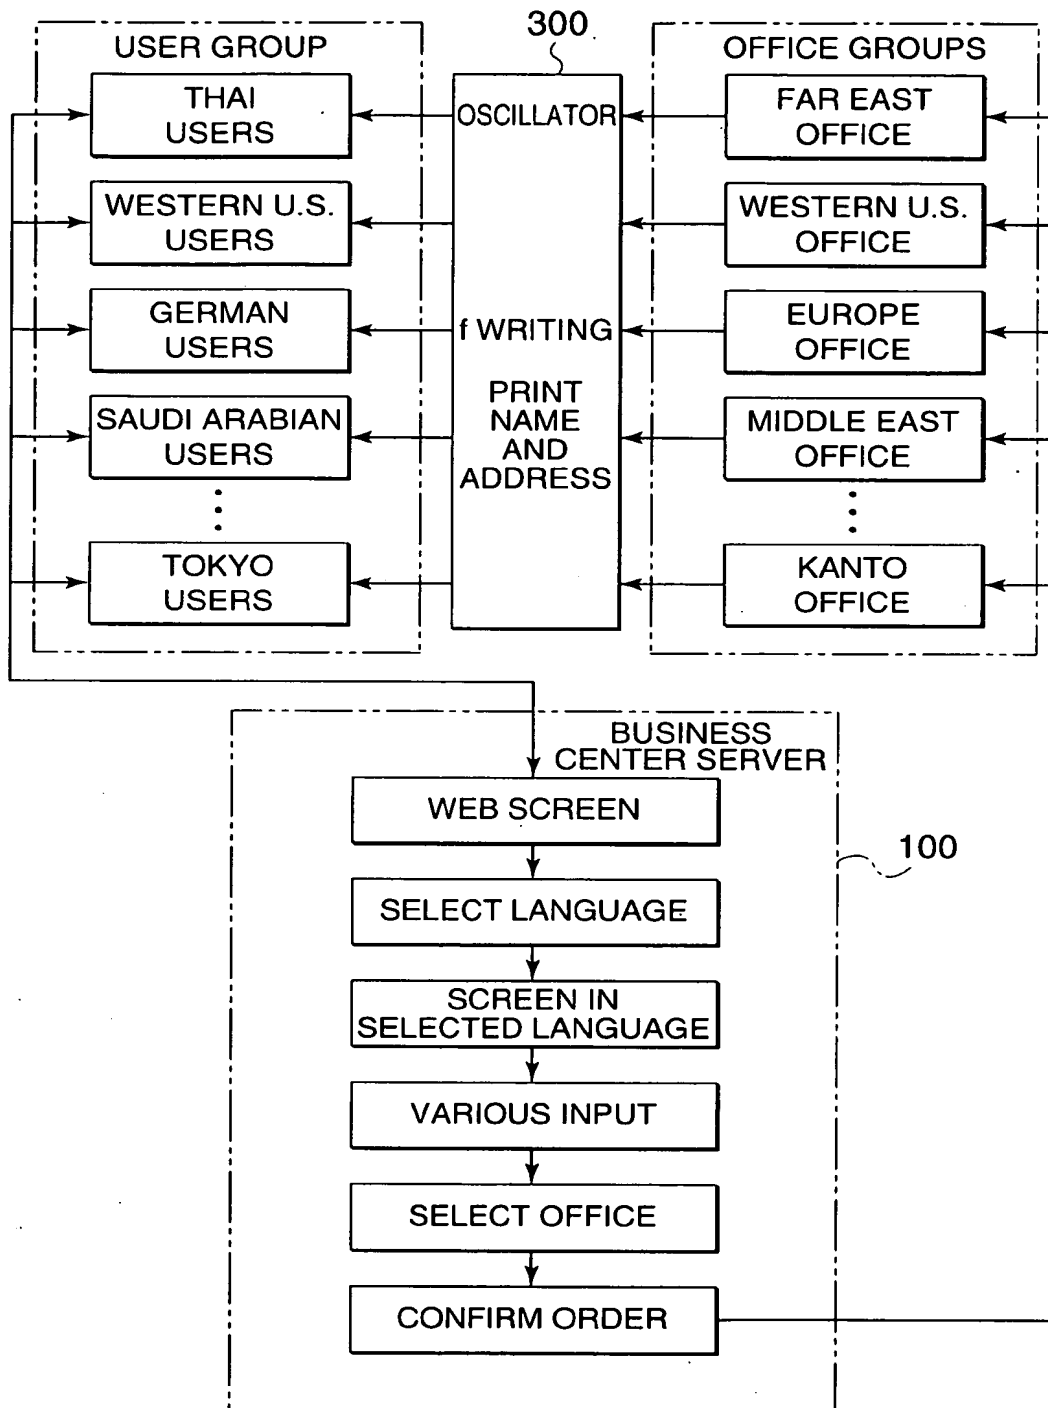 300
USER GROUP
THAI
USERS
WESTERN U.S.
USERS
GERMAN
USERS
SAUDI ARABIAN
USERS
TOKYO
USERS
OSCILLATOR
f WRITING
PRINT
NAME
AND
ADDRESS
OFFICE GROUPS
FAR EAST
OFFICE
WESTERN U.S.
OFFICE
EUROPE
OFFICE
MIDDLE EAST
OFFICE
KANTO
OFFICE
BUSINESS
CENTER SERVER
100
WEB SCREEN
SELECT LANGUAGE
SCREEN IN
SELECTED LANGUAGE
VARIOUS INPUT
SELECT OFFICE
CONFIRM ORDER